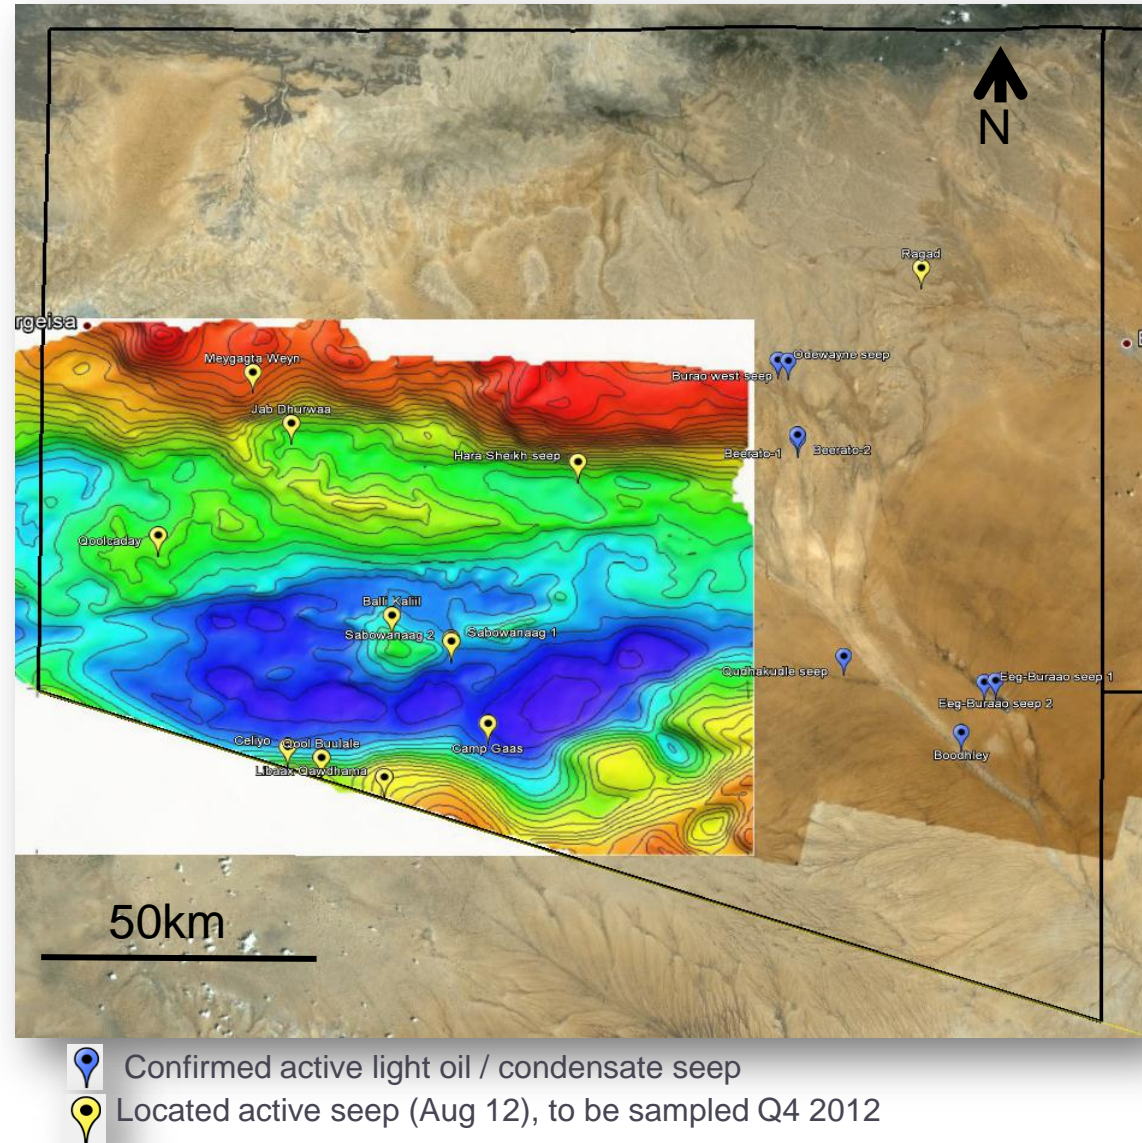 N
Ragad
rgeisa
Odewayne seep
Meygagta Weyn
Burao west seep
Jab Dhurwaa
Hara Sheikh seep
Beerato-1
Beerato-2
Qoolcaday
Balli Kaliil
Sabowanaag 2
Sabowanaag 1
Qudhakudle seep
Eeg-Buraao seep 1
Eeg-Buraao seep 2
Celiyo
Qool Buulale
Camp Gaas
Boodhley
Libaax Qawdhama
50km
Confirmed active light oil / condensate seep
Located active seep (Aug 12), to be sampled Q4 2012